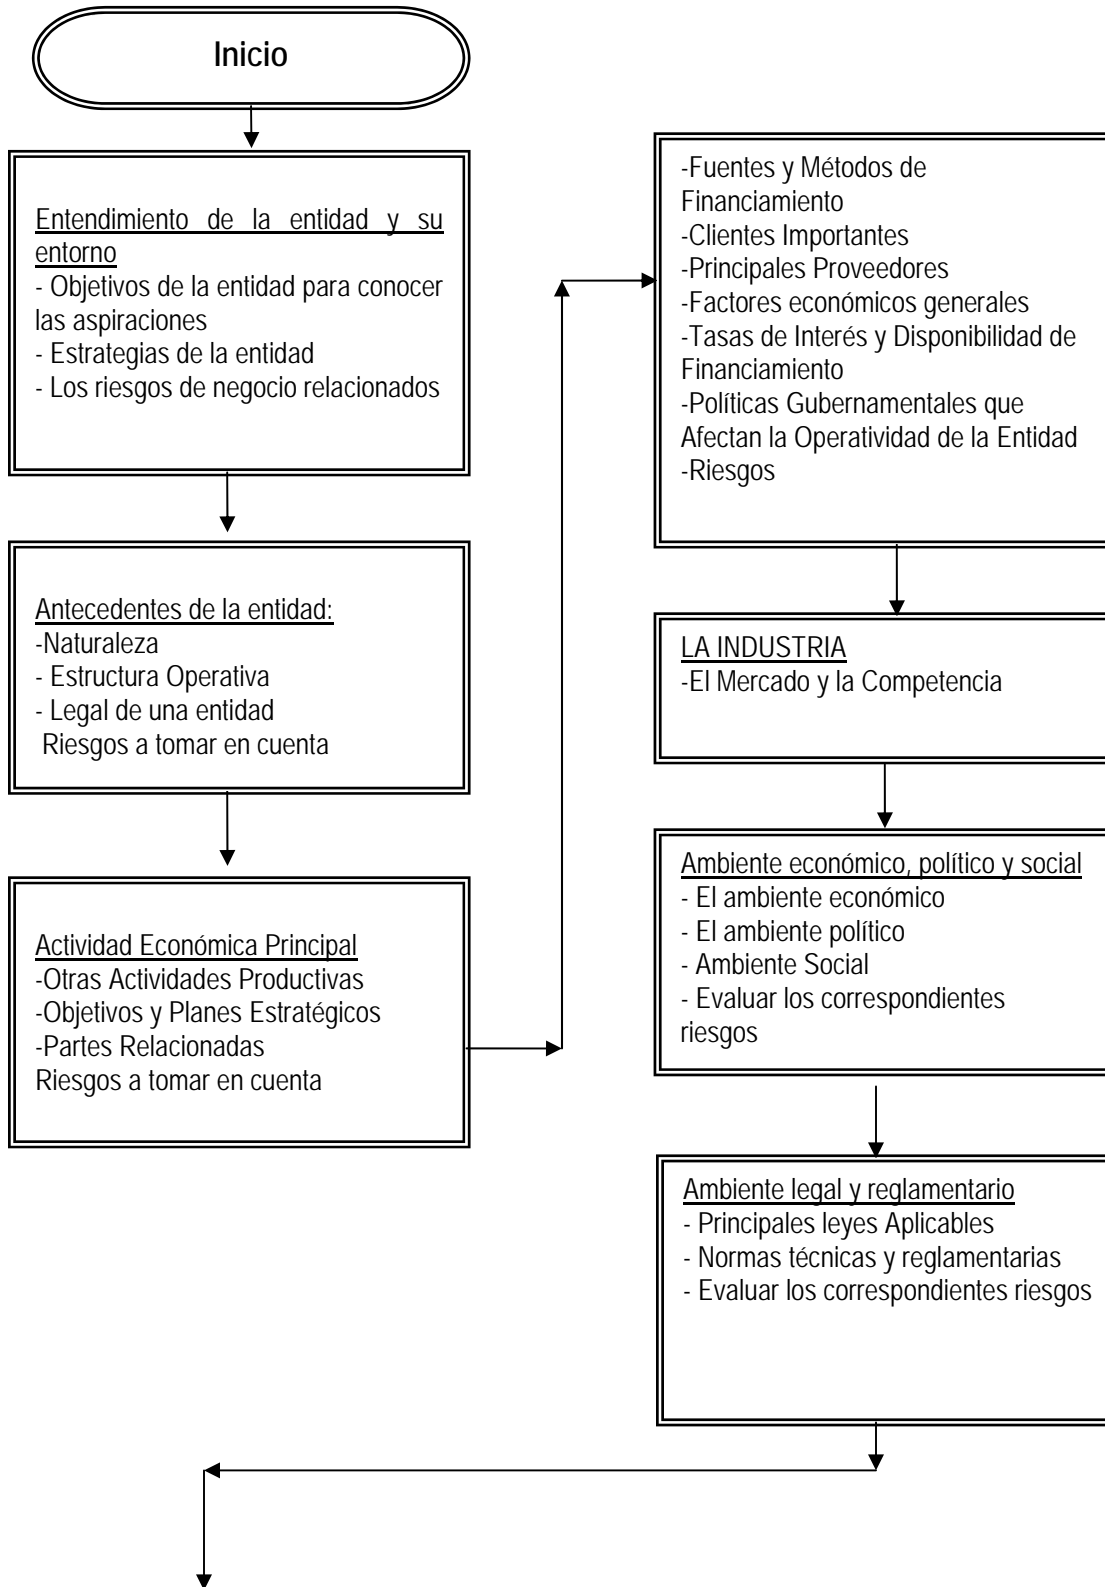 Inicio
Entendimiento de la entidad y su
entorno
- Objetivos de la entidad para conocer
las aspiraciones
- Estrategias de la entidad
- Los riesgos de negocio relacionados
Antecedentes de la entidad:
-Naturaleza
- Estructura Operativa
- Legal de una entidad
Riesgos a tomar en cuenta
Actividad Económica Principal
-Otras Actividades Productivas
-Objetivos y Planes Estratégicos
-Partes Relacionadas
Riesgos a tomar en cuenta
-Fuentes y Métodos de
Financiamiento
-Clientes Importantes
-Principales Proveedores
-Factores económicos generales
-Tasas de Interés y Disponibilidad de
Financiamiento
-Políticas Gubernamentales que
Afectan la Operatividad de la Entidad
-Riesgos
LA INDUSTRIA
-El Mercado y la Competencia
Ambiente económico, político y social
- El ambiente económico
- El ambiente político
- Ambiente Social
- Evaluar los correspondientes
riesgos
Ambiente legal y reglamentario
- Principales leyes Aplicables
- Normas técnicas y reglamentarias
- Evaluar los correspondientes riesgos